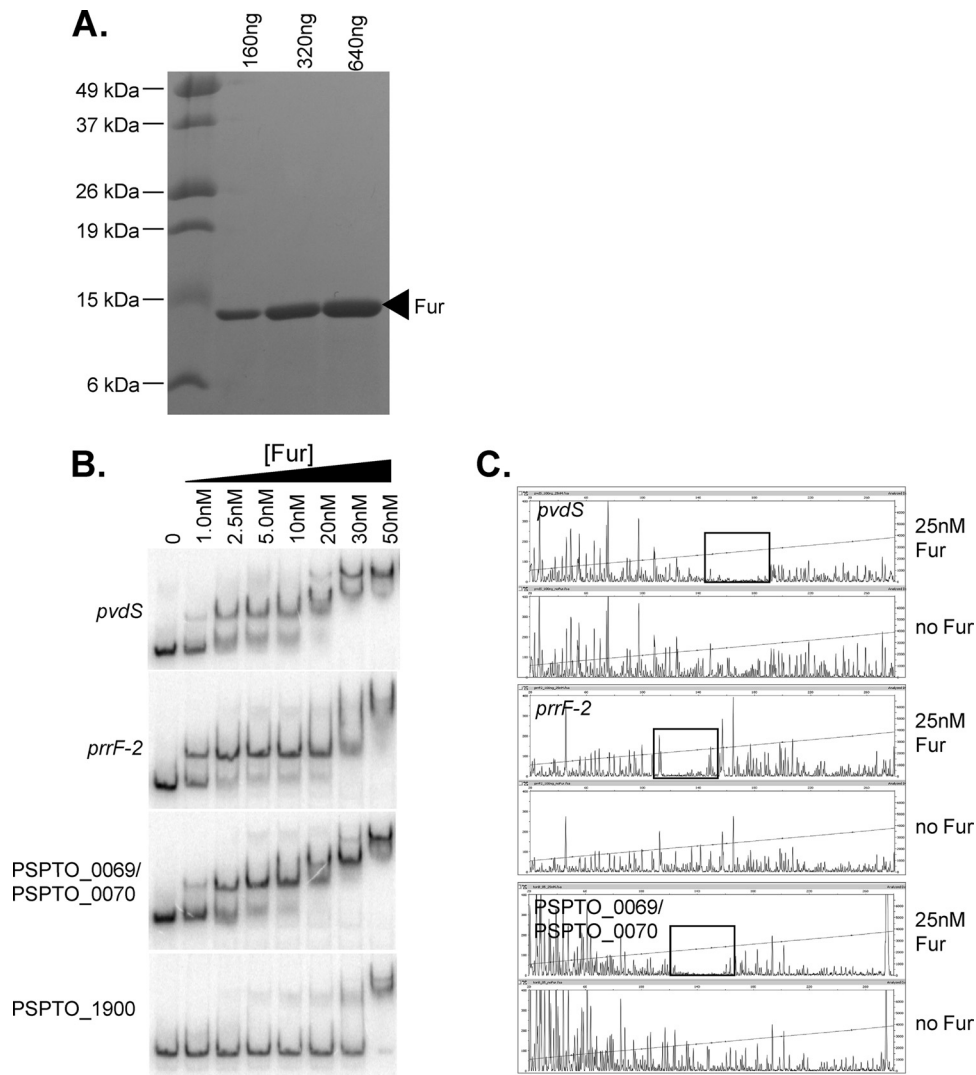 A.
160ng
320ng
640ng
49 kDa
37 kDa
26 kDa
19 kDa
15 kDa
6 kDa
Fur
B.
[Fur]
0
1.0nM
2.5nM
5.0nM
10nM
20nM
30nM
50nM
pvdS
prrF-2
PSPTO_0069/
PSPTO_0070
PSPTO_1900
C.
pvdS
25nM
Fur
no Fur
prrF-2
25nM
Fur
no Fur
PSPTO_0069/
PSPTO_0070
25nM
Fur
no Fur